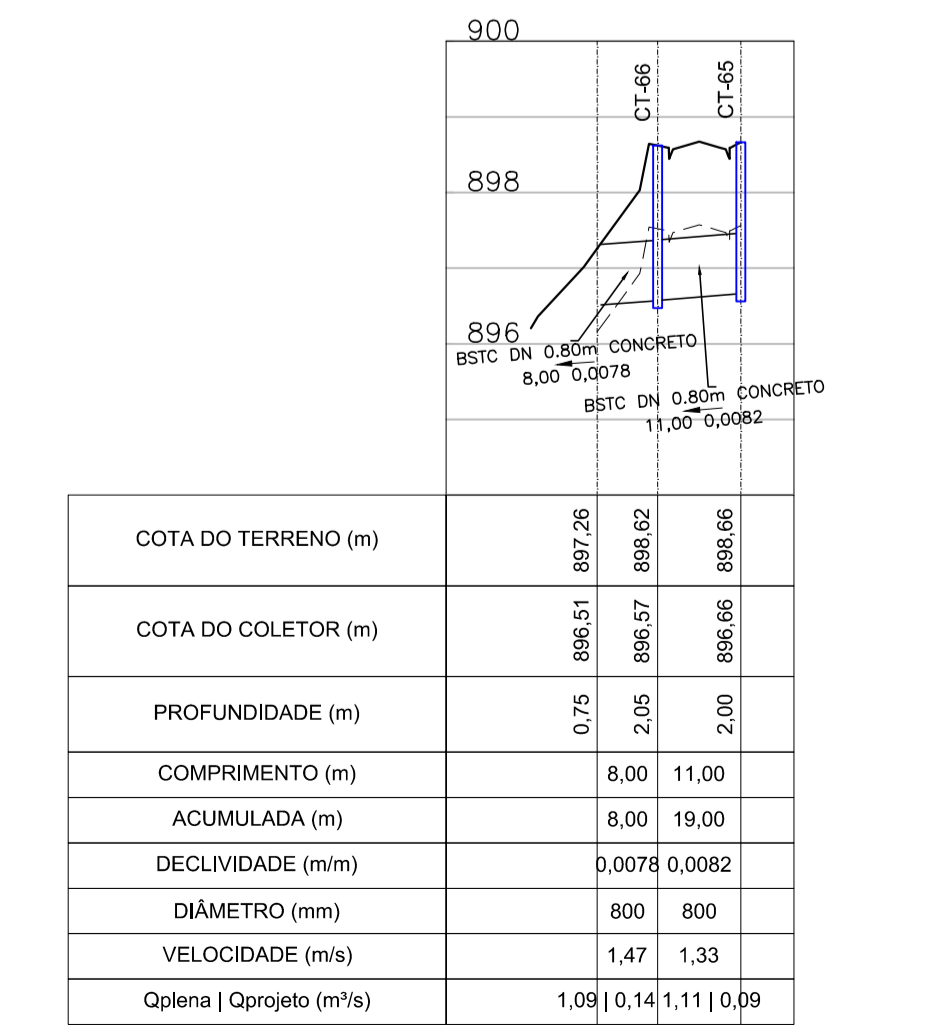 900
CT-66
CT-65
898
896
BSTC DN 0.80m CONCRETO
8,00 0,0078
BSTC DN 0.80m CONCRETO
11,00 0,0082
COTA DO TERRENO (m) 897,26 898,62 898,66
COTA DO COLETOR (m) 896,51 896,57 896,66
PROFUNDIDADE (m) 0,75 2,05 2,00
COMPRIMENTO (m) 8,00 11,00
ACUMULADA (m) 8,00 19,00
DECLIVIDADE (m/m) 0,0078 0,0082
DIÂMETRO (mm) 800 800
VELOCIDADE (m/s) 1,47 1,33
Qplena | Qprojeto (m³/s) 1,09 | 0,14 1,11 | 0,09